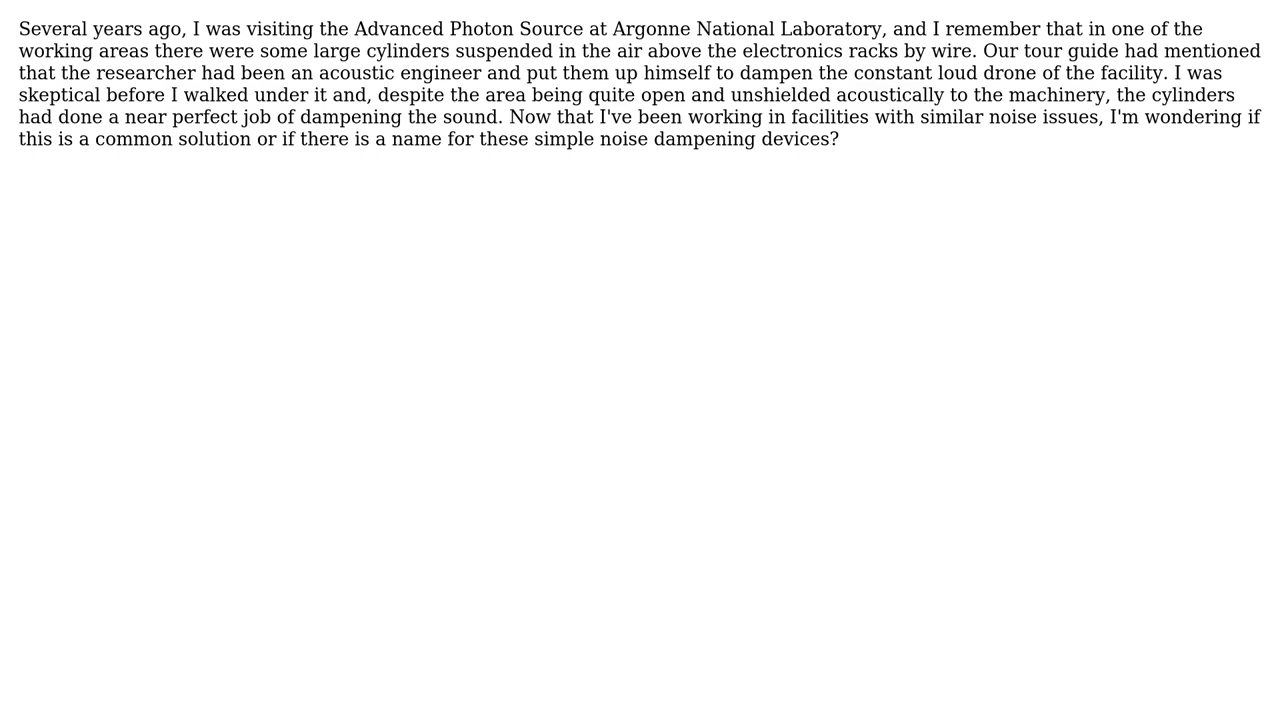 Several years ago, I was visiting the Advanced Photon Source at Argonne National Laboratory, and I remember that in one of the
working areas there were some large cylinders suspended in the air above the electronics racks by wire. Our tour guide had mentioned
that the researcher had been an acoustic engineer and put them up himself to dampen the constant loud drone of the facility. I was
skeptical before I walked under it and, despite the area being quite open and unshielded acoustically to the machinery, the cylinders
had done a near perfect job of dampening the sound. Now that I've been working in facilities with similar noise issues, I'm wondering if
this is a common solution or if there is a name for these simple noise dampening devices?